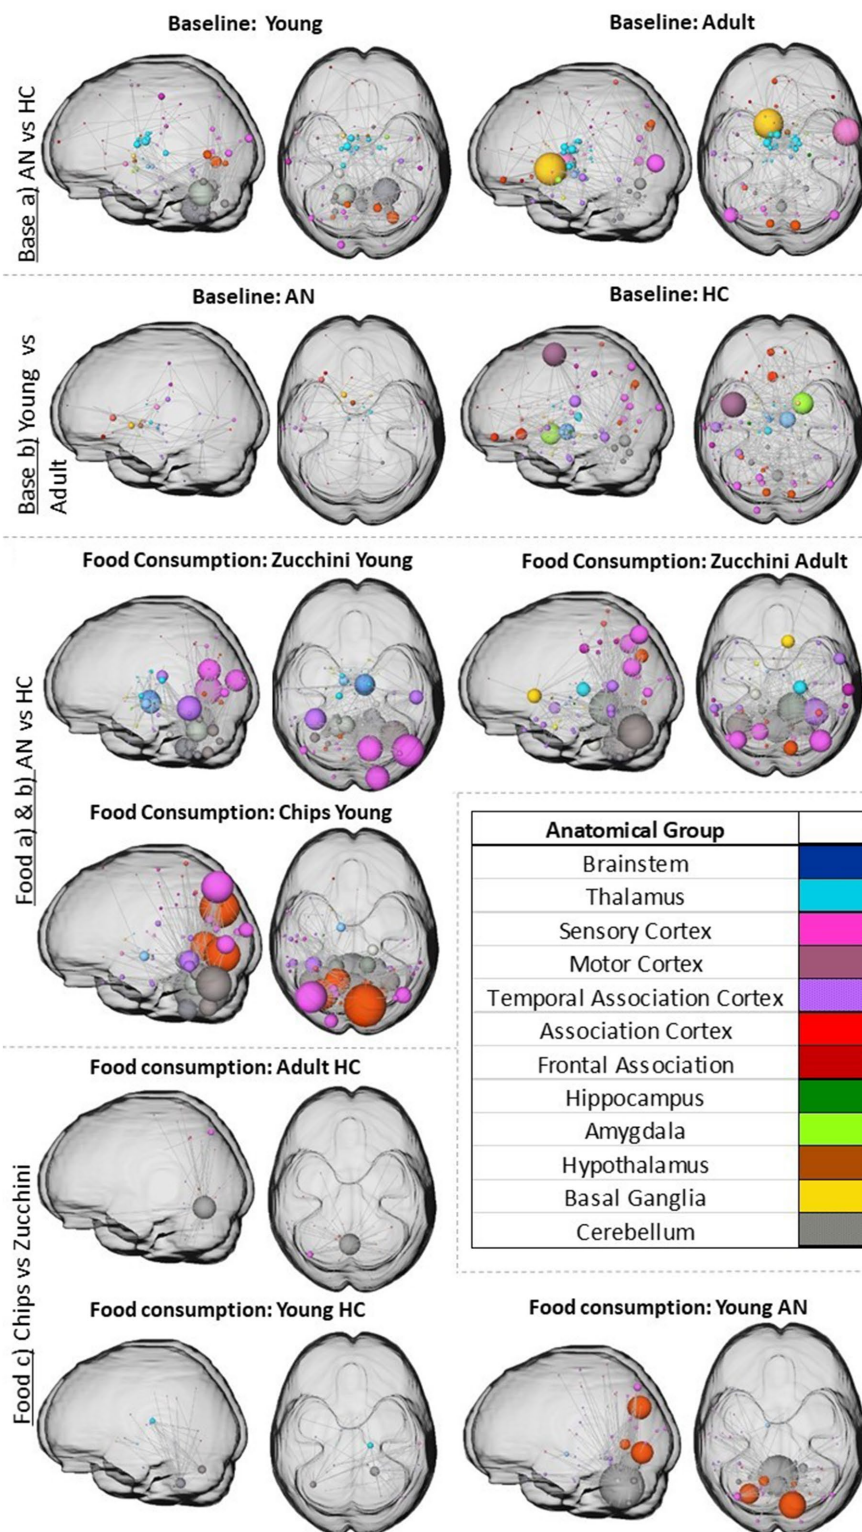 Baseline: Young
Baseline: Adult
Base a) AN vs HC
Baseline: AN
Baseline: HC
Base b) Young vs
Adult
Food Consumption: Zucchini Young
Food Consumption: Zucchini Adult
Food a) & b) AN vs HC
Food Consumption: Chips Young
Anatomical Group
Brainstem
Thalamus
Sensory Cortex
Motor Cortex
Temporal Association Cortex
Association Cortex
Frontal Association
Hippocampus
Amygdala
Hypothalamus
Basal Ganglia
Cerebellum
Food consumption: Adult HC
Food c) Chips vs Zucchini
Food consumption: Young HC
Food consumption: Young AN